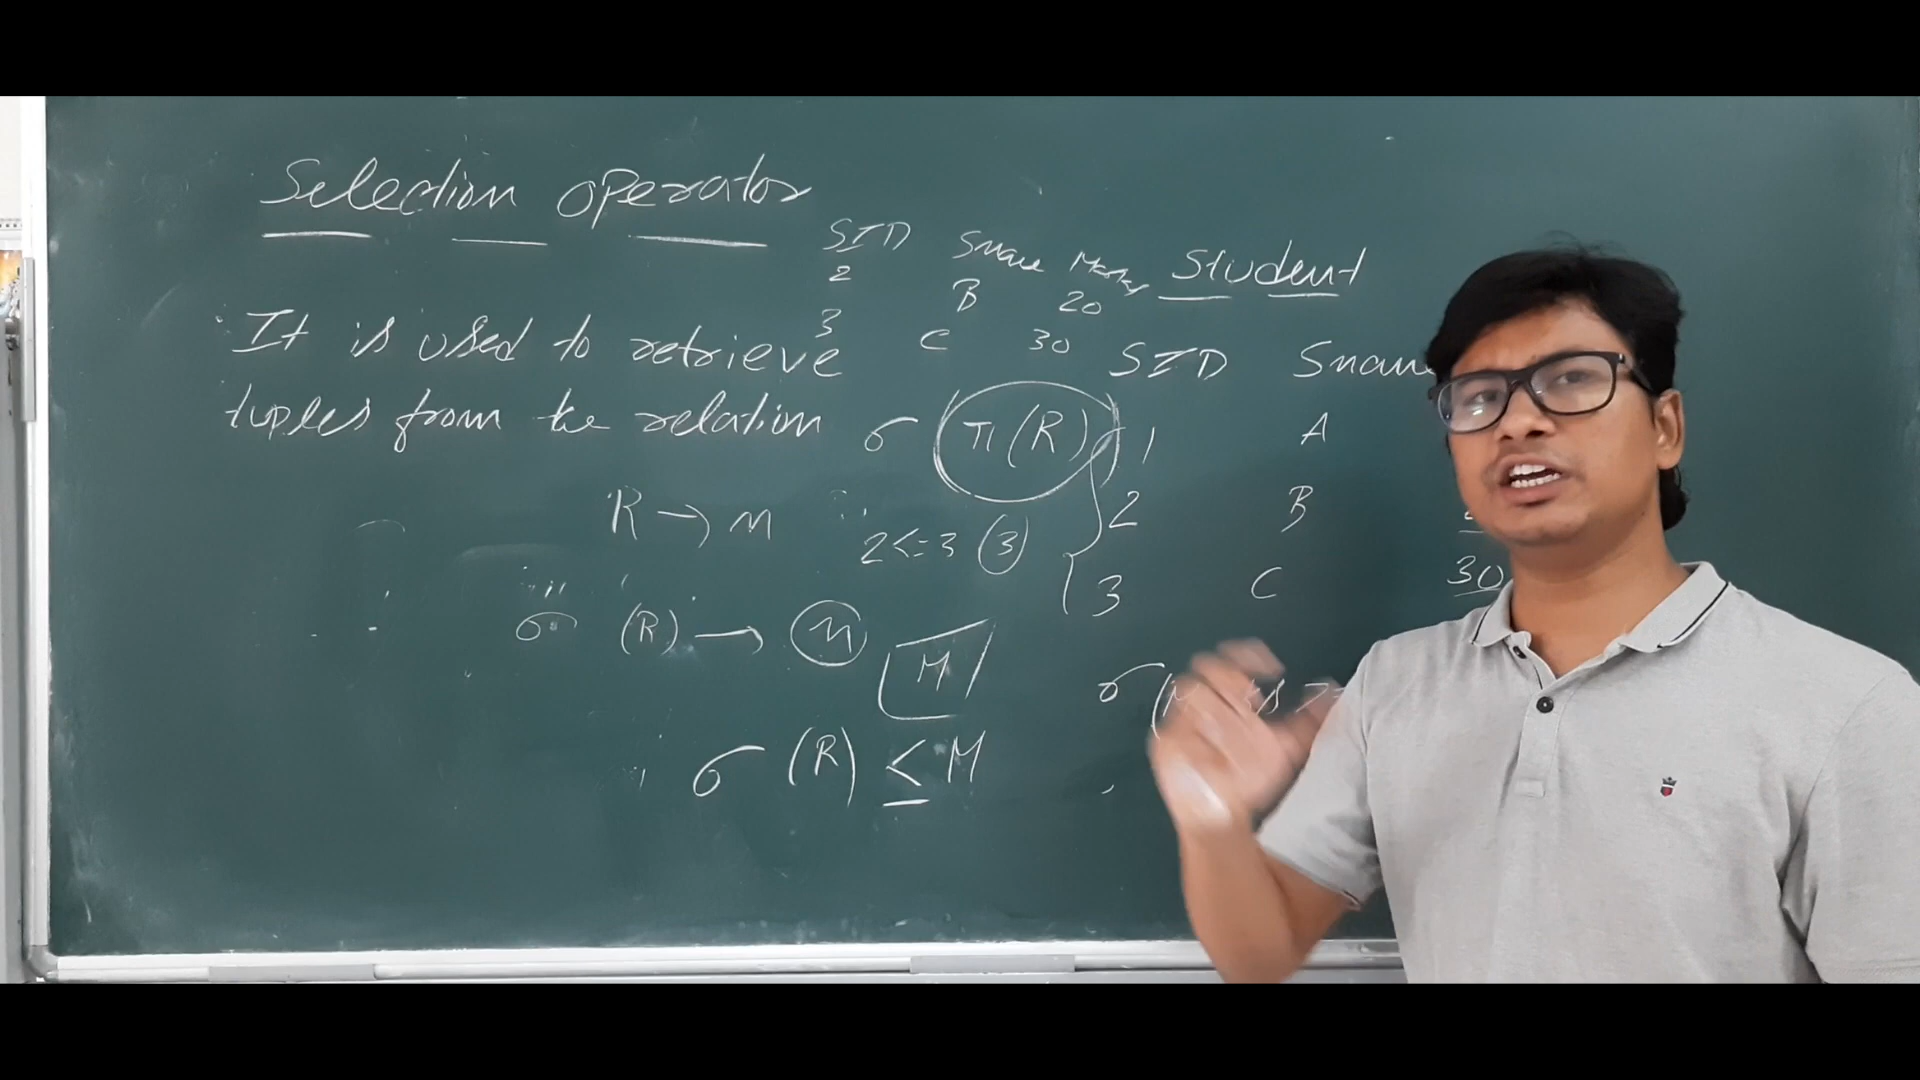 Selection operator
It is used to retrieve
tuples from the relation
R → n
σ (R) → n
M
σ (R) ≤ M
SID Sname Marks
2 B 20
3 C 30
σ (π(R))
2<=3 (3)
Student
SID Sname
1 A
2 B
3 C 30
σ